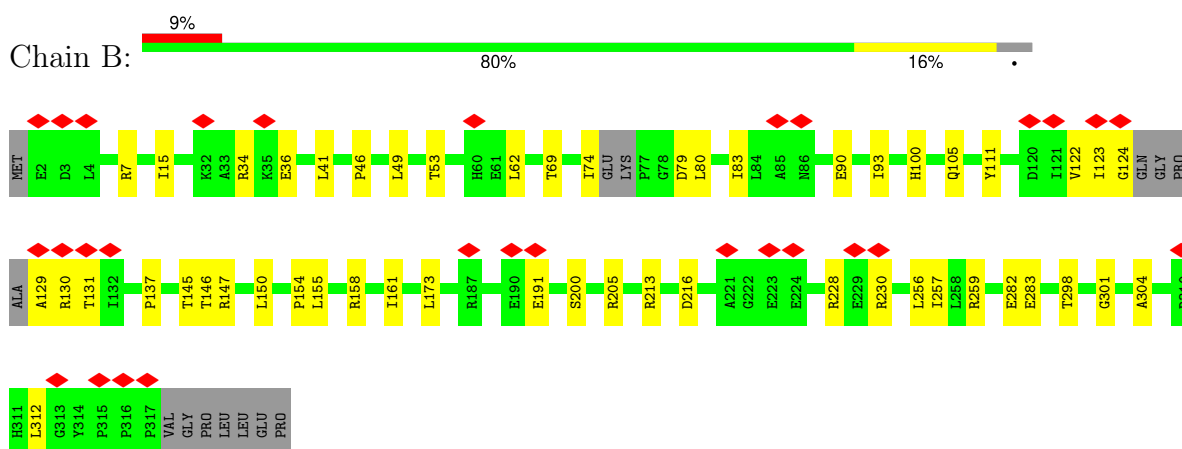 9%
Chain B:
80% 16% •
MET E2 D3 L4 R7 I15 K32 A33 R34 K35 E36 L41 P46 L49 T53 H60 E61 L62 T69 I74 GLU LYS P77 G78 D79 L80 I83 L84 A85 N86 E90 I93 H100 Q105 Y111 D120 I121 V122 I123 G124 GLN GLY PRO
ALA A129 R130 T131 I132 P137 T145 T146 R147 L150 P154 L155 R158 I161 L173 R187 E190 E191 S200 R205 R213 D216 A221 G222 E223 E224 R228 E229 R230 L256 I257 L258 R259 E282 E283 T298 G301 A304
H311 L312 G313 Y314 P315 P316 P317 VAL GLY PRO LEU LEU GLU PRO